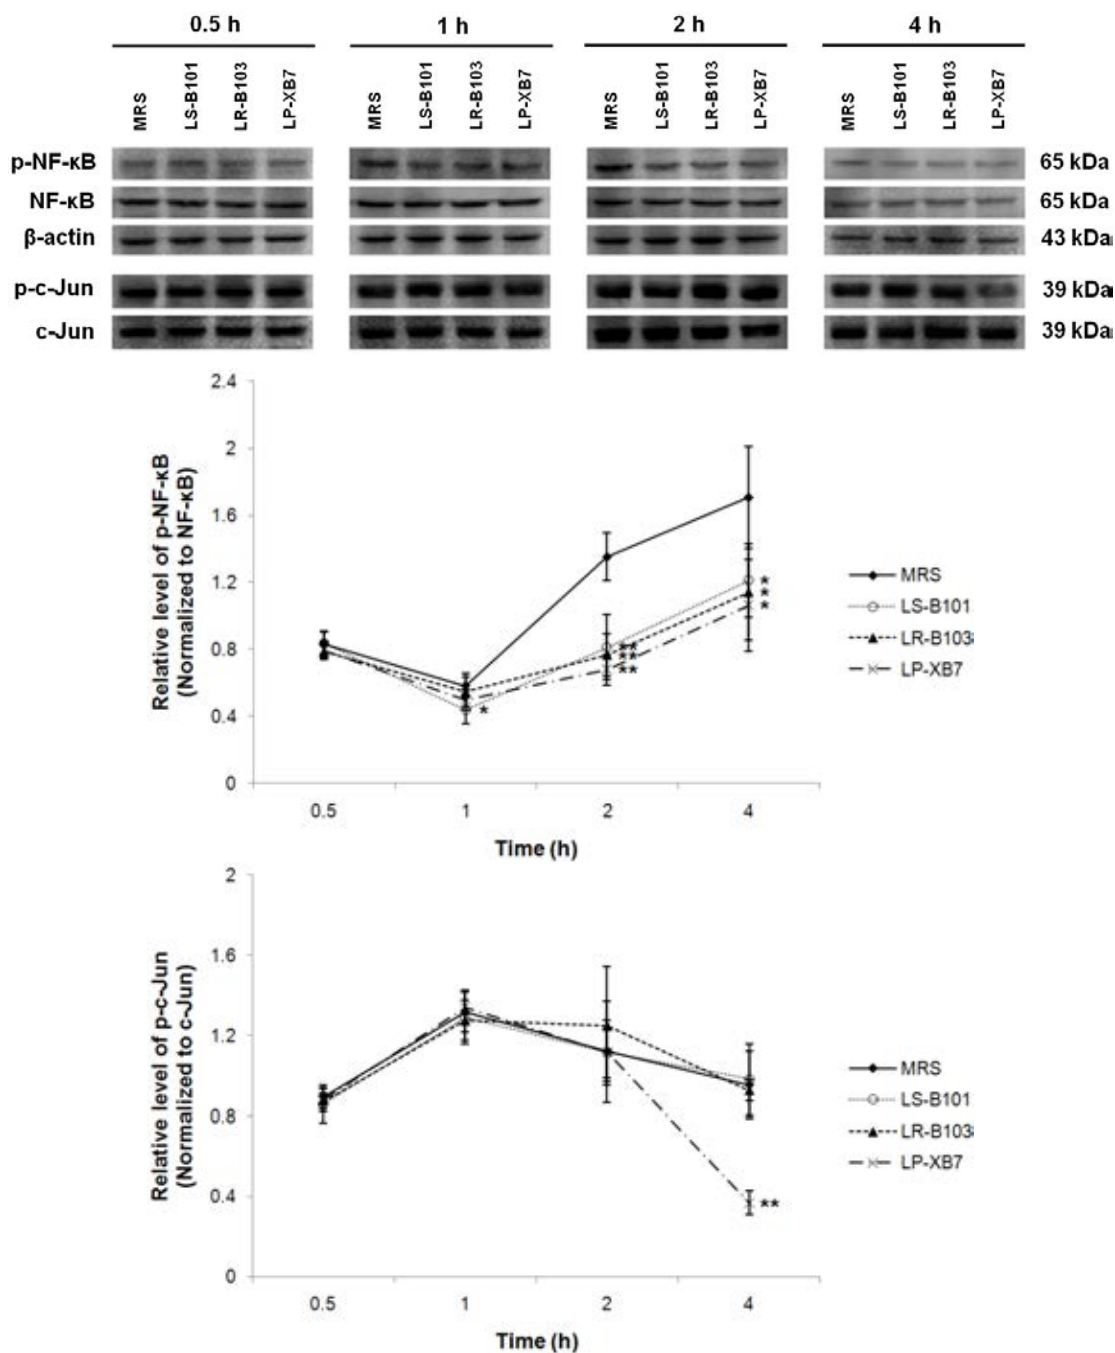 0.5 h 1 h 2 h 4 h
MRS LS-B101 LR-B103 LP-XB7 MRS LS-B101 LR-B103 LP-XB7 MRS LS-B101 LR-B103 LP-XB7 MRS LS-B101 LR-B103 LP-XB7
p-NF-κB 65 kDa
NF-κB 65 kDa
β-actin 43 kDa
p-c-Jun 39 kDa
c-Jun 39 kDa
Relative level of p-NF-κB
(Normalized to NF-κB)
2.4
2
1.6
1.2
0.8
0.4
0
*
*
*
**
**
**
*
MRS
LS-B101
LR-B103
LP-XB7
0.5 1 2 4
Time (h)
Relative level of p-c-Jun
(Normalized to c-Jun)
2
1.6
1.2
0.8
0.4
0
**
MRS
LS-B101
LR-B103
LP-XB7
0.5 1 2 4
Time (h)